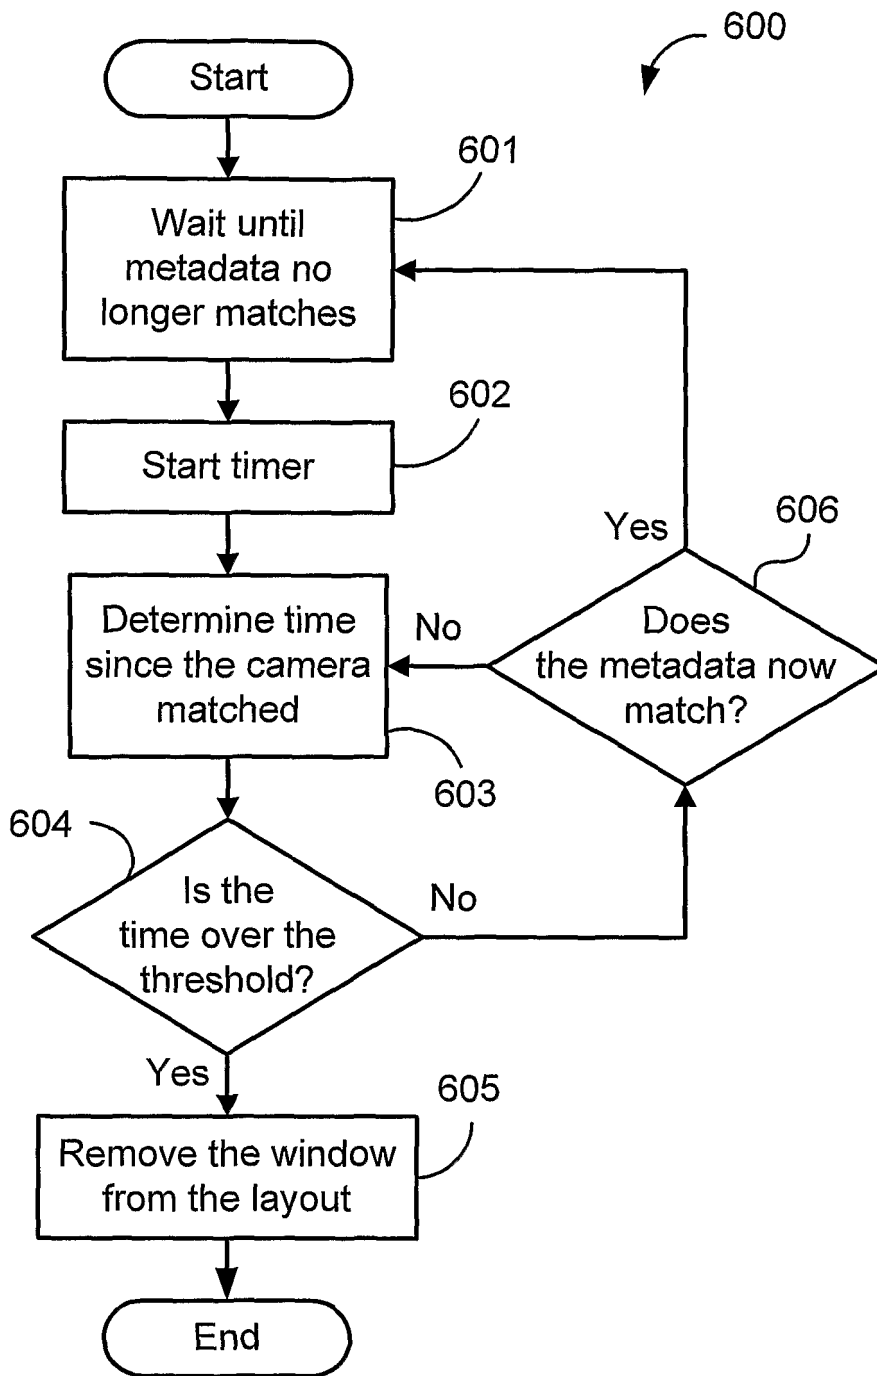 600
Start
601
Wait until
metadata no
longer matches
602
Start timer
606
Yes
Determine time
since the camera
matched
No
Does
the metadata now
match?
603
604
Is the
time over the
threshold?
No
Yes
605
Remove the window
from the layout
End